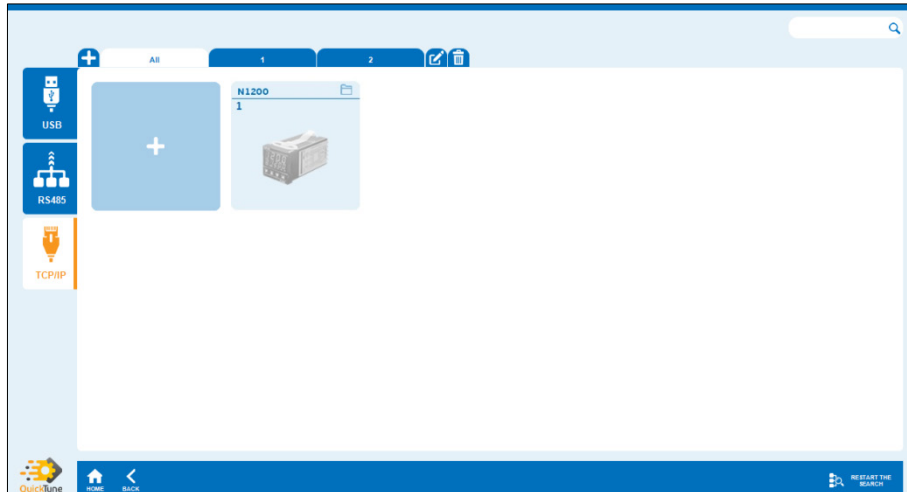 All
1
2
USB
RS485
TCP/IP
N1200
1
QuickTune
HOME
BACK
RESTART THE
SEARCH